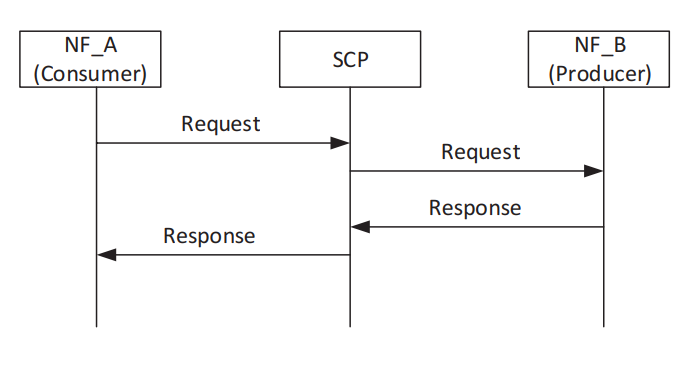 NF_A
(Consumer)
SCP
NF_B
(Producer)
Request
Request
Response
Response